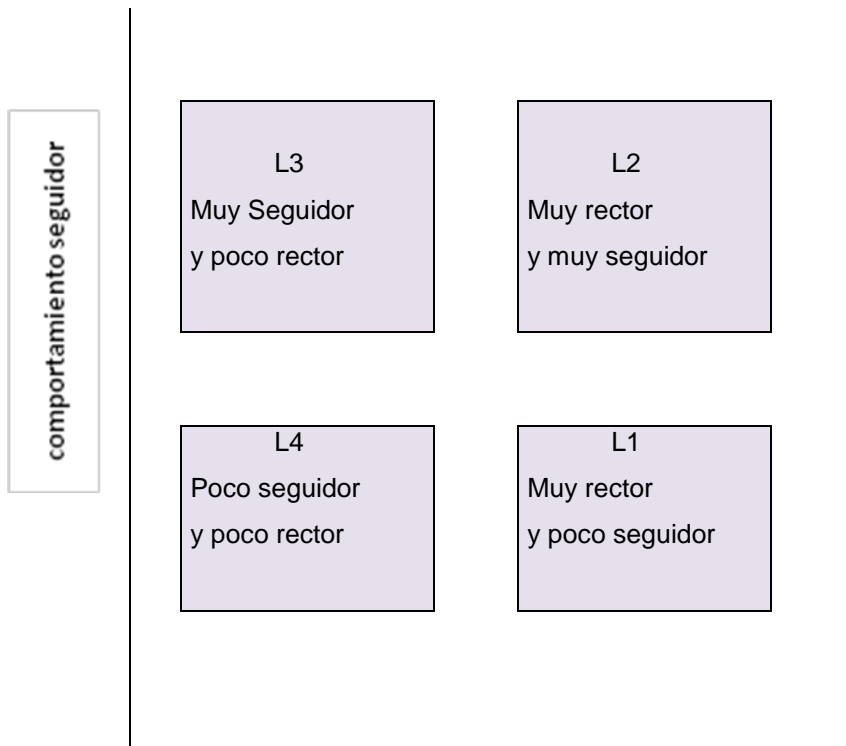 comportamiento seguidor
L3
Muy Seguidor
y poco rector
L2
Muy rector
y muy seguidor
L4
Poco seguidor
y poco rector
L1
Muy rector
y poco seguidor